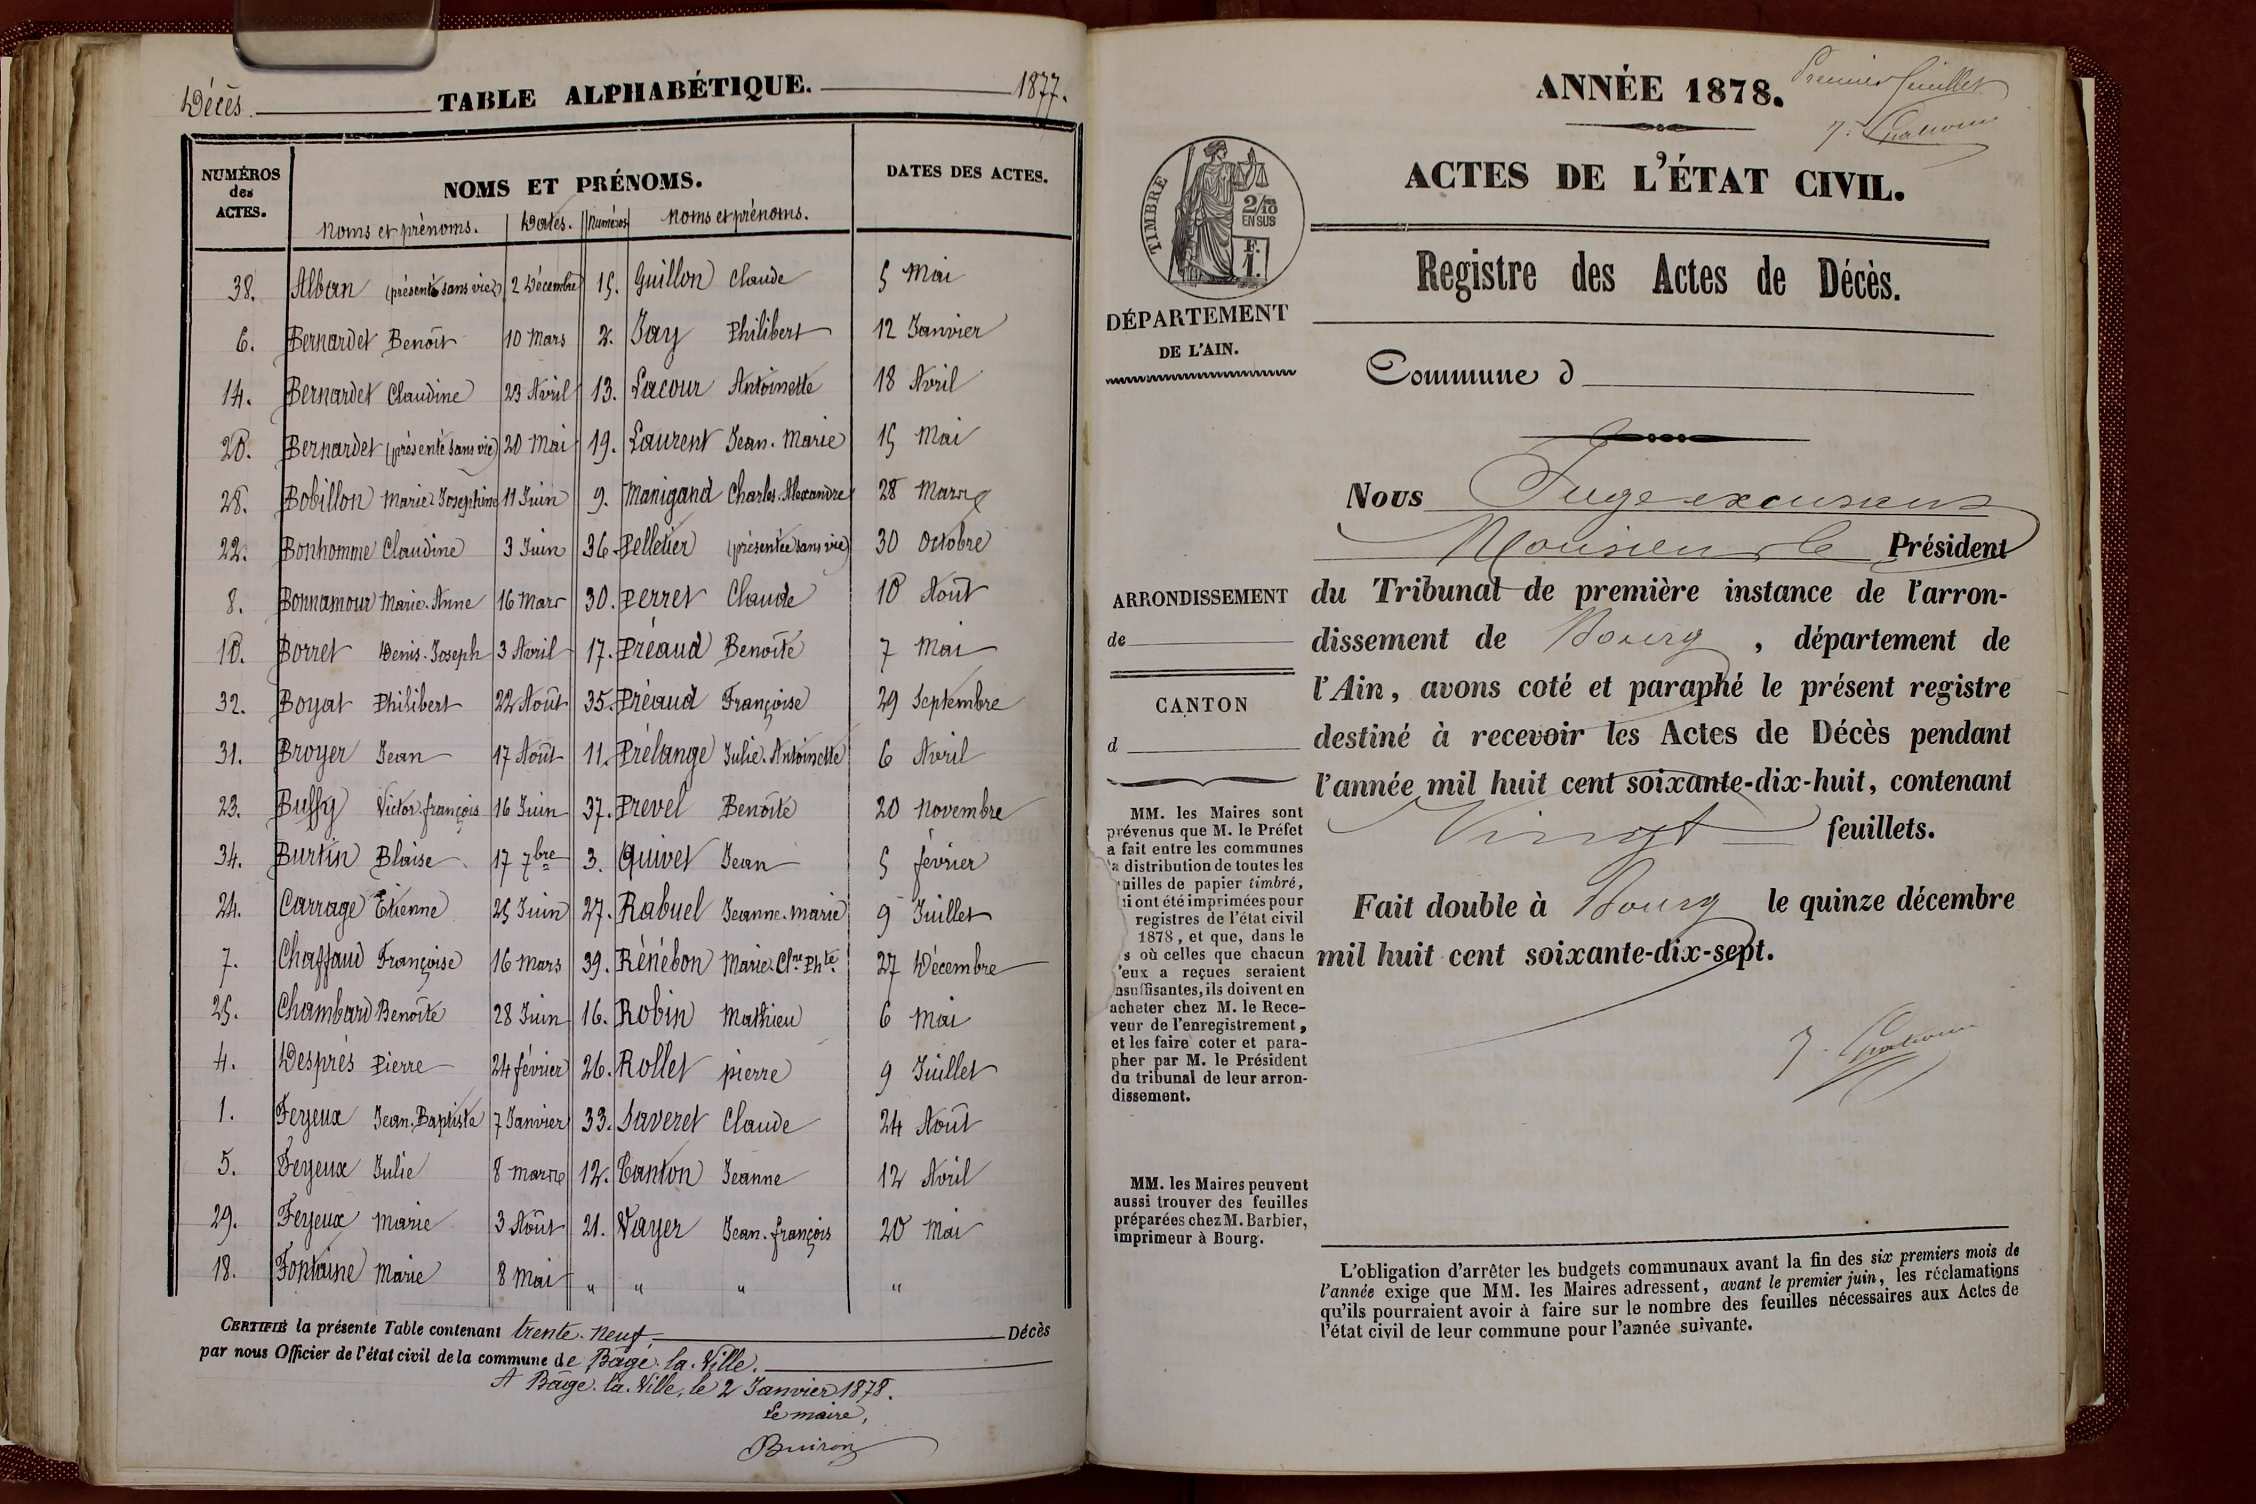 Décès. TABLE ALPHABÉTIQUE. 1877.
NUMÉROS des ACTES. NOMS ET PRÉNOMS. DATES DES ACTES.
Noms et prénoms. Dates. Numéros Noms et prénoms.
38. Alban (présenté sans vie) 2 Décembre 15. Guillon Claude 5 Mai
6. Bernardet Benoît 10 Mars 2. Jay Philibert 12 Janvier
14. Bernardet Claudine 23 Avril 13. Lacour Antoinette 18 Avril
20. Bernardet (présenté sans vie) 20 Mai 19. Laurent Jean-Marie 15 Mai
28. Bobillon Marie-Joséphine 11 Juin 9. Manigand Charles-Alexandre 28 Mars
22. Bonhomme Claudine 3 Juin 36. Pelletier (présentée sans vie) 30 Octobre
8. Bonnamour Marie-Anne 16 Mars 30. Perret Claude 10 Août
10. Borret Denis-Joseph 3 Avril 17. Préaud Benoîte 7 Mai
32. Boyat Philibert 22 Août 35. Préaud Françoise 29 Septembre
31. Broyer Jean 17 Août 11. Prélange Julie-Antoinette 6 Avril
23. Buffy Victor-françois 16 Juin 37. Prevel Benoîte 20 Novembre
34. Burtin Blaise 17 7bre 3. Quivet Jean 5 février
24. Carrage Etienne 25 Juin 27. Rabuel Jeanne-Marie 9 Juillet
7. Chaffaud Françoise 16 Mars 39. Rénébon Marie-Cne Phte 27 Décembre
25. Chambard Benoîte 28 Juin 16. Robin Mathieu 6 Mai
4. Desprès Pierre 24 février 26. Rollet pierre 9 Juillet
1. Feyeux Jean-Baptiste 7 Janvier 33. Saveret Claude 24 Août
5. Feyeux Julie 8 Mars 12. Tanton Jeanne 12 Avril
29. Feyeux Marie 3 Août 21. Vayer Jean-françois 20 Mai
18. Fontaine Marie 8 Mai " " " "
CERTIFIÉ la présente Table contenant trente-neuf Décès
par nous Officier de l'état civil de la commune de Bâgé-la-Ville.
A Bâgé-la-Ville, le 2 Janvier 1878.
Le maire,
Buiron
Premier feuillet
ANNÉE 1878.
ACTES DE L'ÉTAT CIVIL.
TIMBRE
2/10 EN SUS
F. 1.
Registre des Actes de Décès.
DÉPARTEMENT
DE L'AIN.
Commune d
Nous Juge excusant
Monsieur le Président
ARRONDISSEMENT
de
CANTON
d
du Tribunal de première instance de l'arron-
dissement de Bourg, département de
l'Ain, avons coté et paraphé le présent registre
destiné à recevoir les Actes de Décès pendant
l'année mil huit cent soixante-dix-huit, contenant
Vingt feuillets.
Fait double à Bourg le quinze décembre
mil huit cent soixante-dix-sept.
MM. les Maires sont
prévenus que M. le Préfet
a fait entre les communes
la distribution de toutes les
uilles de papier timbré,
i ont été imprimées pour
registres de l'état civil
1878, et que, dans le
s où celles que chacun
'eux a reçues seraient
nsuffisantes, ils doivent en
acheter chez M. le Rece-
veur de l'enregistrement,
et les faire coter et para-
pher par M. le Président
du tribunal de leur arron-
dissement.
MM. les Maires peuvent
aussi trouver des feuilles
préparées chez M. Barbier,
imprimeur à Bourg.
L'obligation d'arrêter les budgets communaux avant la fin des six premiers mois de
l'année exige que MM. les Maires adressent, avant le premier juin, les réclamations
qu'ils pourraient avoir à faire sur le nombre des feuilles nécessaires aux Actes de
l'état civil de leur commune pour l'année suivante.